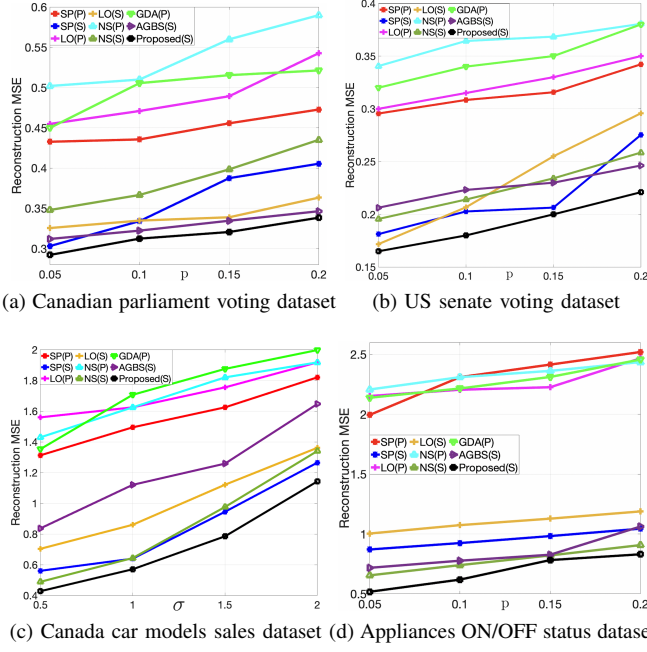 0.6
0.55
0.5
0.45
0.4
0.35
0.3
Reconstruction MSE
SP(P) LO(S) GDA(P)
SP(S) NS(P) AGBS(S)
LO(P) NS(S) Proposed(S)
0.05 0.1 0.15 0.2
p
(a) Canadian parliament voting dataset
0.4
0.35
0.3
0.25
0.2
0.15
Reconstruction MSE
SP(P) LO(S) GDA(P)
SP(S) NS(P) AGBS(S)
LO(P) NS(S) Proposed(S)
0.05 0.1 0.15 0.2
p
(b) US senate voting dataset
2
1.8
1.6
1.4
1.2
1
0.8
0.6
0.4
Reconstruction MSE
SP(P) LO(S) GDA(P)
SP(S) NS(P) AGBS(S)
LO(P) NS(S) Proposed(S)
0.5 1 1.5 2
σ
(c) Canada car models sales dataset
2.5
2
1.5
1
0.5
Reconstruction MSE
SP(P) LO(S) GDA(P)
SP(S) NS(P) AGBS(S)
LO(P) NS(S) Proposed(S)
0.05 0.1 0.15 0.2
p
(d) Appliances ON/OFF status datase